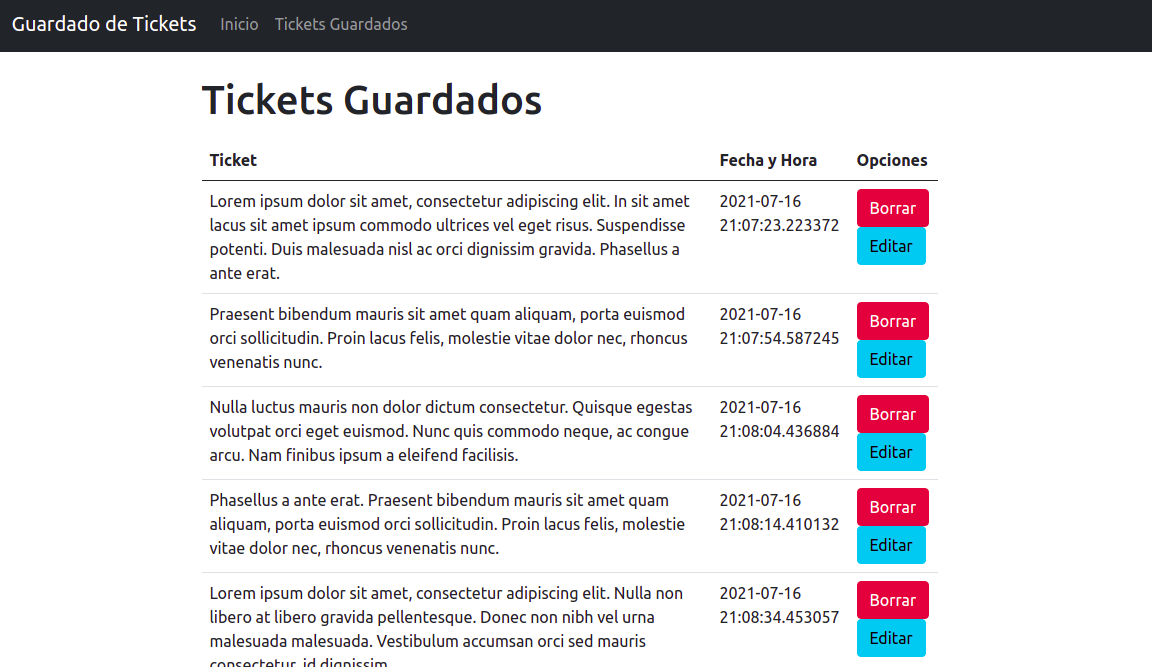 Guardado de Tickets Inicio Tickets Guardados
Tickets Guardados
Ticket Fecha y Hora Opciones
Lorem ipsum dolor sit amet, consectetur adipiscing elit. In sit amet
lacus sit amet ipsum commodo ultrices vel eget risus. Suspendisse
potenti. Duis malesuada nisl ac orci dignissim gravida. Phasellus a
ante erat.
2021-07-16
21:07:23.223372
Borrar
Editar
Praesent bibendum mauris sit amet quam aliquam, porta euismod
orci sollicitudin. Proin lacus felis, molestie vitae dolor nec, rhoncus
venenatis nunc.
2021-07-16
21:07:54.587245
Borrar
Editar
Nulla luctus mauris non dolor dictum consectetur. Quisque egestas
volutpat orci eget euismod. Nunc quis commodo neque, ac congue
arcu. Nam finibus ipsum a eleifend facilisis.
2021-07-16
21:08:04.436884
Borrar
Editar
Phasellus a ante erat. Praesent bibendum mauris sit amet quam
aliquam, porta euismod orci sollicitudin. Proin lacus felis, molestie
vitae dolor nec, rhoncus venenatis nunc.
2021-07-16
21:08:14.410132
Borrar
Editar
Lorem ipsum dolor sit amet, consectetur adipiscing elit. Nulla non
libero at libero gravida pellentesque. Donec non nibh vel urna
malesuada malesuada. Vestibulum accumsan orci sed mauris
consectetur, id dignissim
2021-07-16
21:08:34.453057
Borrar
Editar